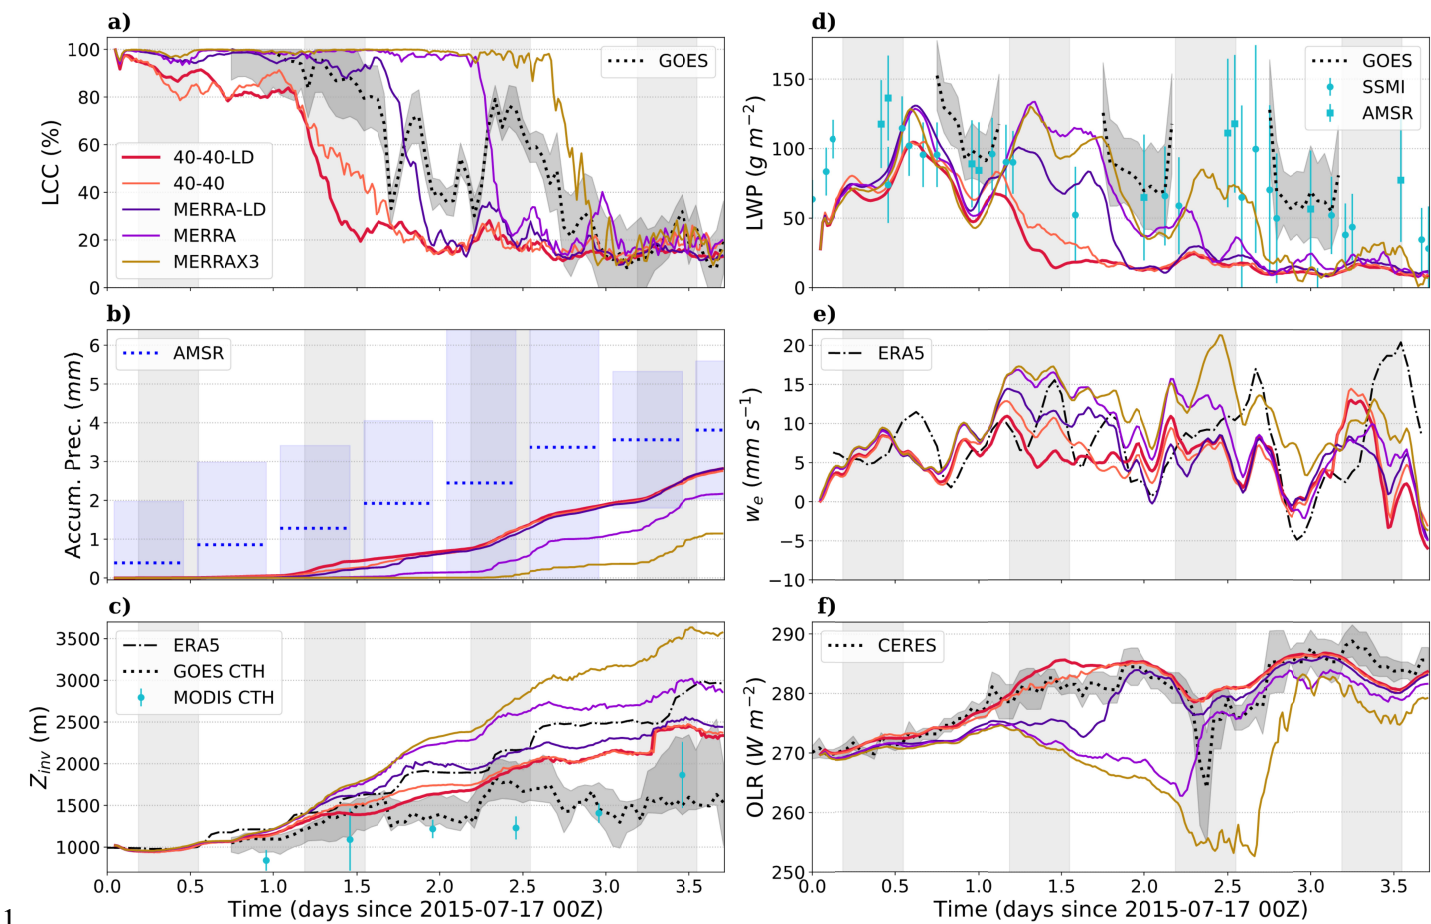 a)
LCC (%)
100
80
60
40
20
0
GOES
40-40-LD
40-40
MERRA-LD
MERRA
MERRAX3
b)
Accum. Prec. (mm)
6
5
4
3
2
1
0
AMSR
c)
Zinv (m)
3500
3000
2500
2000
1500
1000
ERA5
GOES CTH
MODIS CTH
0.0 0.5 1.0 1.5 2.0 2.5 3.0 3.5
Time (days since 2015-07-17 00Z)
d)
LWP (g m−2)
150
100
50
0
GOES
SSMI
AMSR
e)
we (mm s−1)
20
15
10
5
0
−5
−10
ERA5
f)
OLR (W m−2)
290
280
270
260
250
CERES
0.0 0.5 1.0 1.5 2.0 2.5 3.0 3.5
Time (days since 2015-07-17 00Z)
1